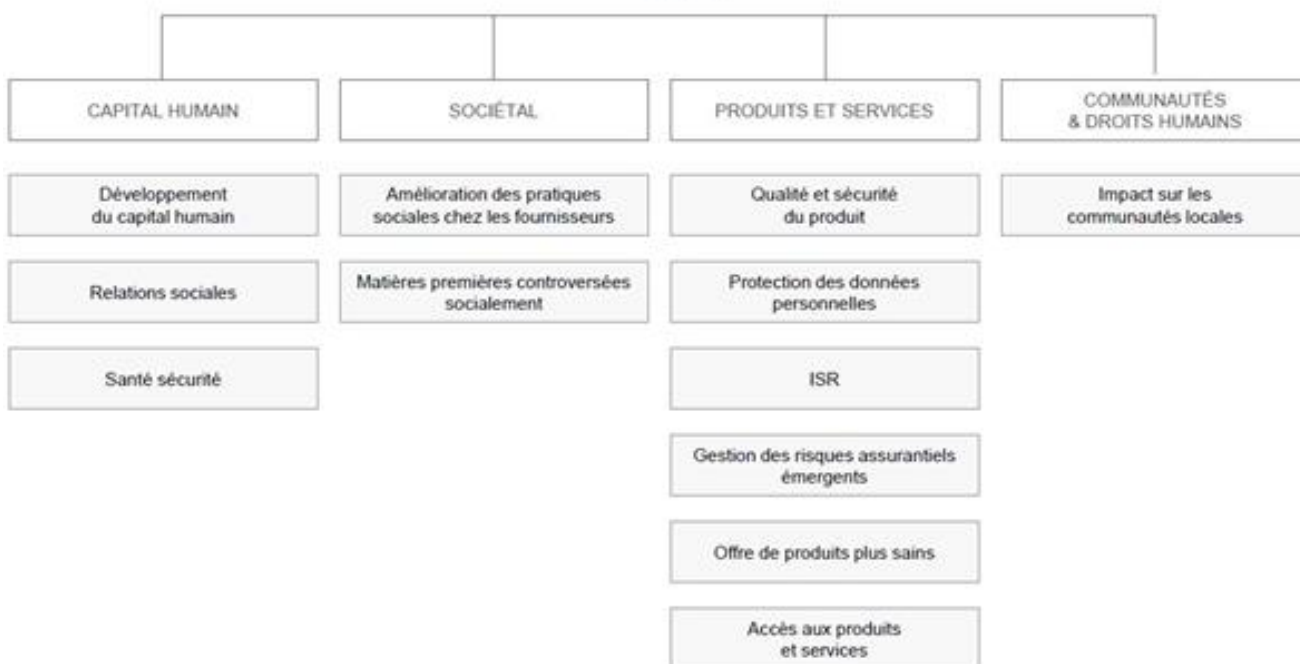 CAPITAL HUMAIN
SOCIÉTAL
PRODUITS ET SERVICES
COMMUNAUTÉS
& DROITS HUMAINS
Développement
du capital humain
Relations sociales
Santé sécurité
Amélioration des pratiques
sociales chez les fournisseurs
Matières premières controversées
socialement
Qualité et sécurité
du produit
Protection des données
personnelles
ISR
Gestion des risques assurantiels
émergents
Offre de produits plus sains
Accès aux produits
et services
Impact sur les
communautés locales